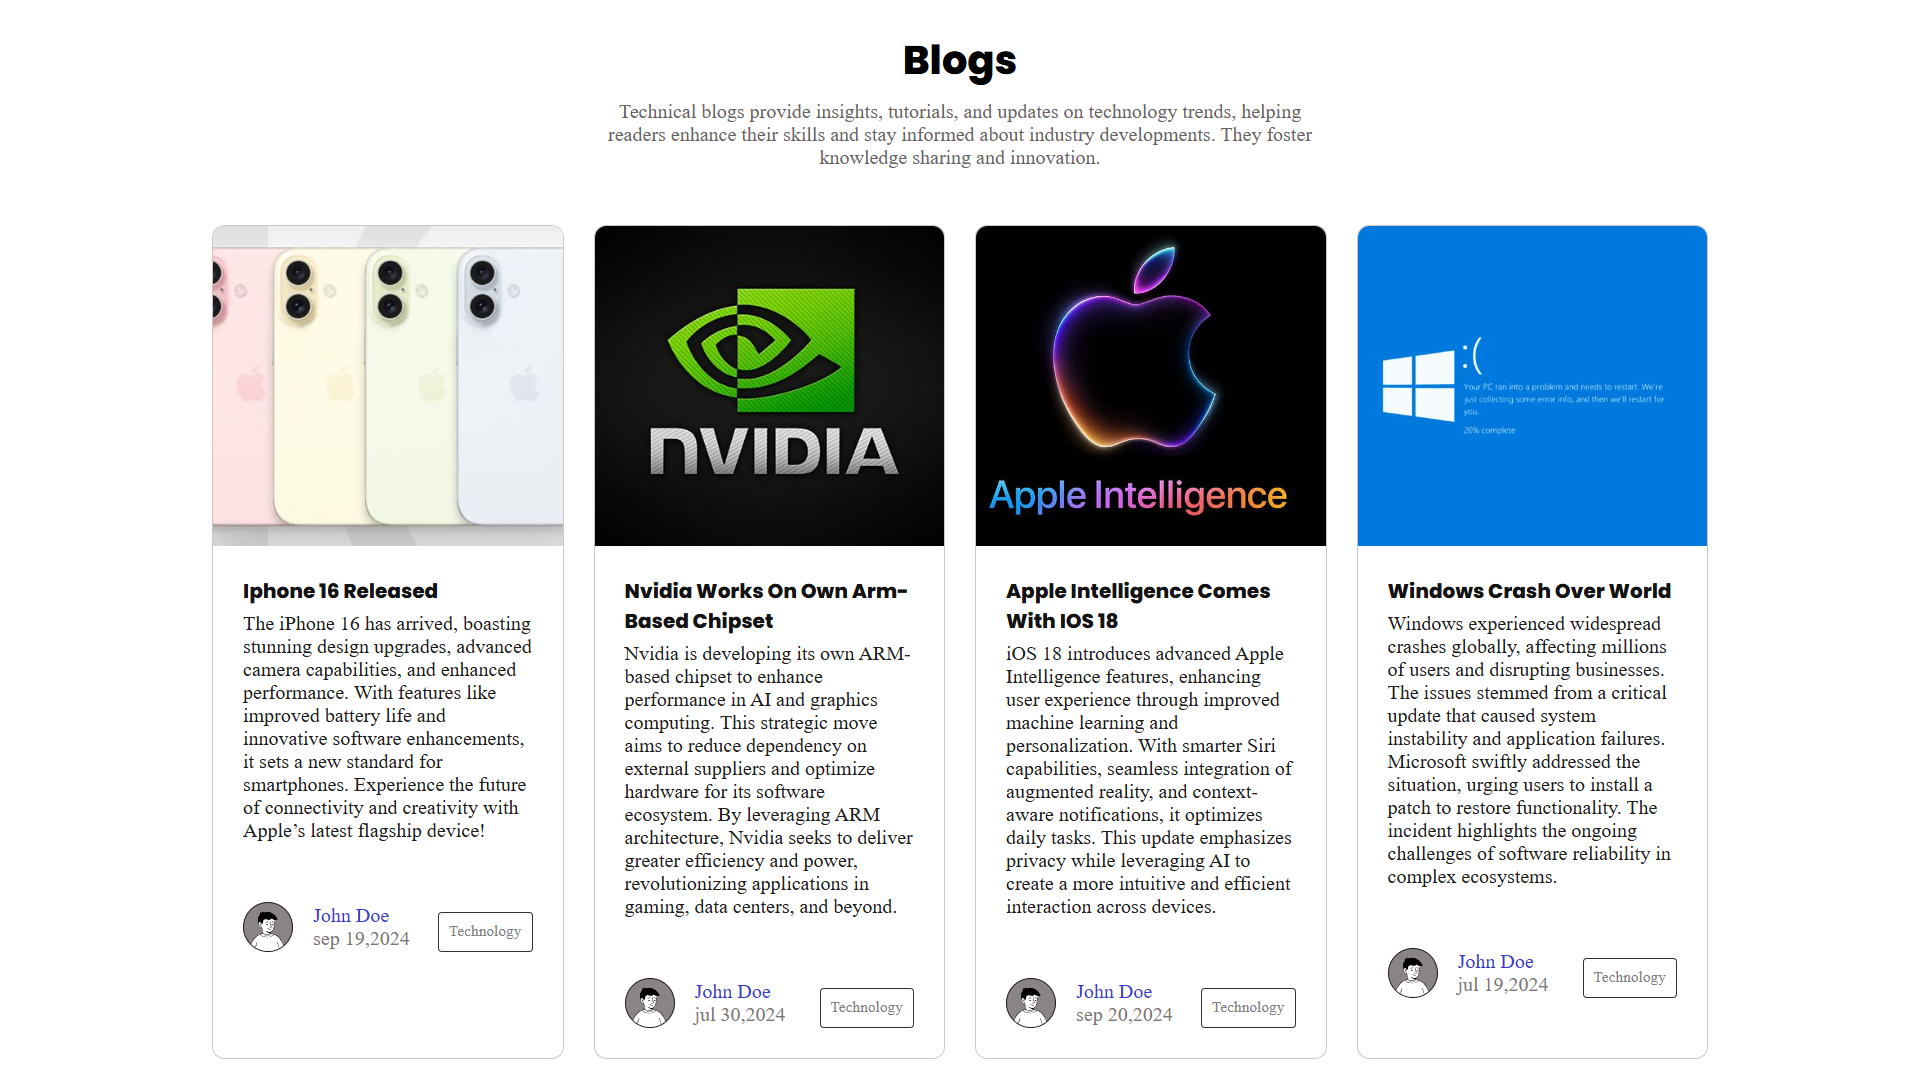 Blogs
Technical blogs provide insights, tutorials, and updates on technology trends, helping
readers enhance their skills and stay informed about industry developments. They foster
knowledge sharing and innovation.
NVIDIA
Apple Intelligence
:(
Your PC ran into a problem and needs to restart. We're
just collecting some error info, and then we'll restart for
you.
20% complete
Iphone 16 Released
The iPhone 16 has arrived, boasting
stunning design upgrades, advanced
camera capabilities, and enhanced
performance. With features like
improved battery life and
innovative software enhancements,
it sets a new standard for
smartphones. Experience the future
of connectivity and creativity with
Apple’s latest flagship device!
John Doe
sep 19,2024
Technology
Nvidia Works On Own Arm-
Based Chipset
Nvidia is developing its own ARM-
based chipset to enhance
performance in AI and graphics
computing. This strategic move
aims to reduce dependency on
external suppliers and optimize
hardware for its software
ecosystem. By leveraging ARM
architecture, Nvidia seeks to deliver
greater efficiency and power,
revolutionizing applications in
gaming, data centers, and beyond.
John Doe
jul 30,2024
Technology
Apple Intelligence Comes
With IOS 18
iOS 18 introduces advanced Apple
Intelligence features, enhancing
user experience through improved
machine learning and
personalization. With smarter Siri
capabilities, seamless integration of
augmented reality, and context-
aware notifications, it optimizes
daily tasks. This update emphasizes
privacy while leveraging AI to
create a more intuitive and efficient
interaction across devices.
John Doe
sep 20,2024
Technology
Windows Crash Over World
Windows experienced widespread
crashes globally, affecting millions
of users and disrupting businesses.
The issues stemmed from a critical
update that caused system
instability and application failures.
Microsoft swiftly addressed the
situation, urging users to install a
patch to restore functionality. The
incident highlights the ongoing
challenges of software reliability in
complex ecosystems.
John Doe
jul 19,2024
Technology